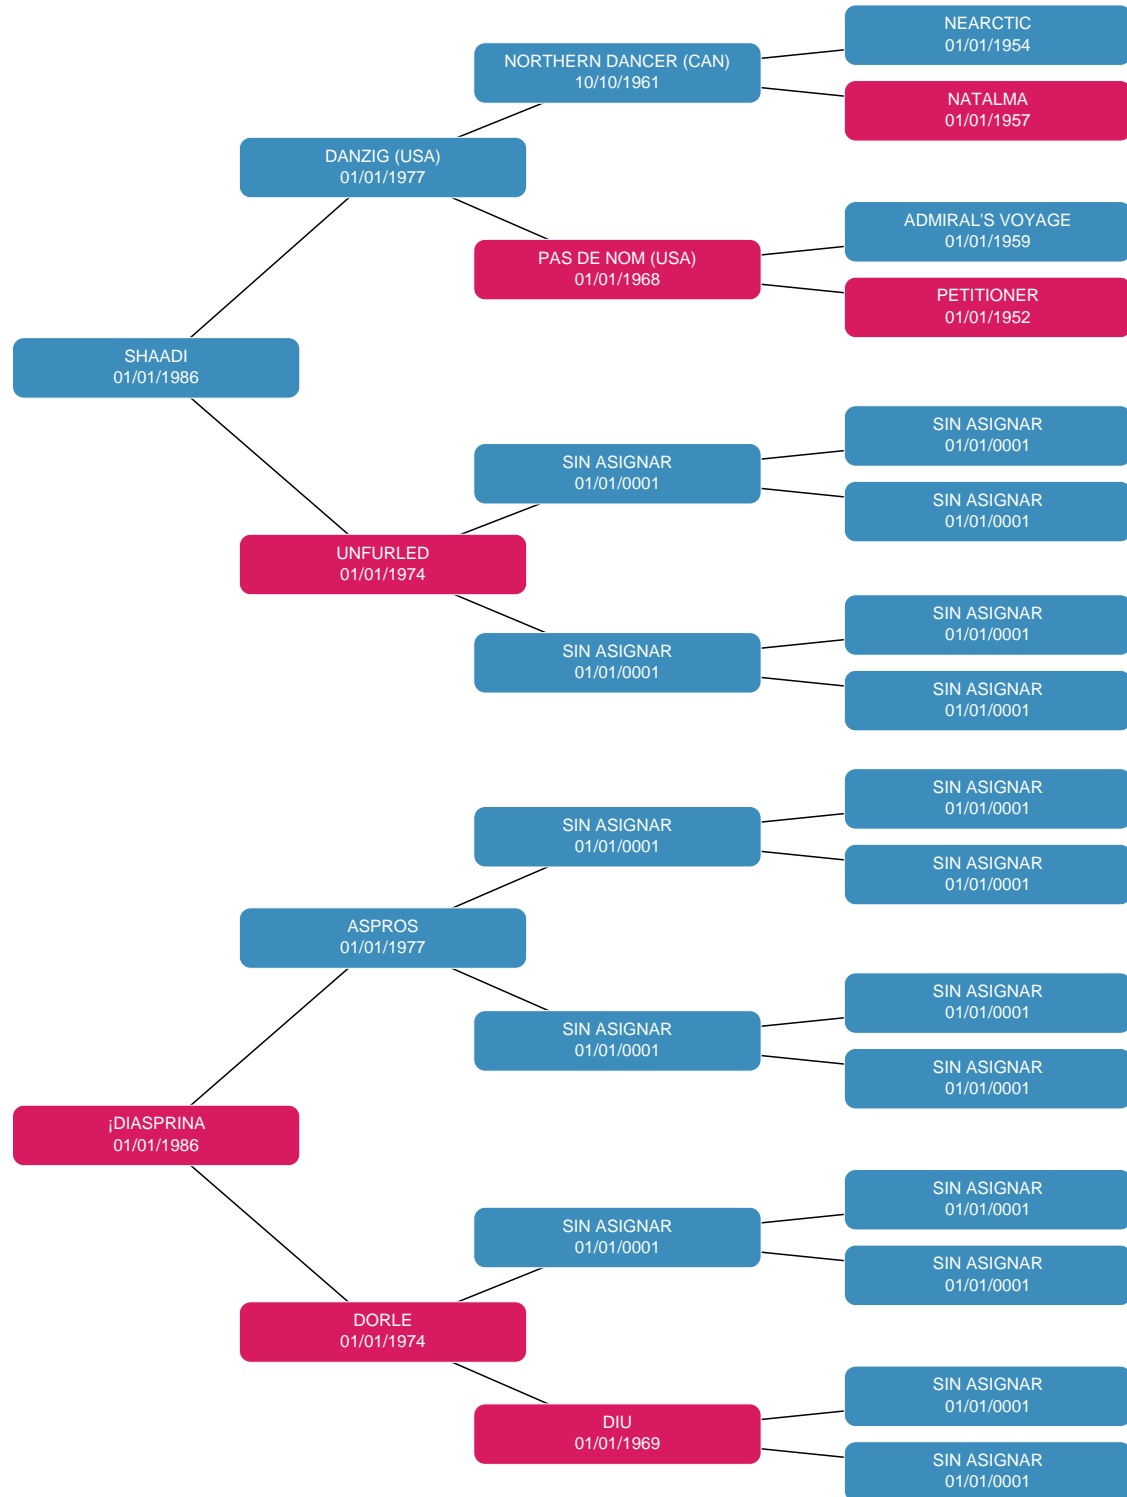 NEARCTIC
01/01/1954
NORTHERN DANCER (CAN)
10/10/1961
NATALMA
01/01/1957
DANZIG (USA)
01/01/1977
ADMIRAL'S VOYAGE
01/01/1959
PAS DE NOM (USA)
01/01/1968
PETITIONER
01/01/1952
SHAADI
01/01/1986
SIN ASIGNAR
01/01/0001
SIN ASIGNAR
01/01/0001
SIN ASIGNAR
01/01/0001
UNFURLED
01/01/1974
SIN ASIGNAR
01/01/0001
SIN ASIGNAR
01/01/0001
SIN ASIGNAR
01/01/0001
SIN ASIGNAR
01/01/0001
SIN ASIGNAR
01/01/0001
SIN ASIGNAR
01/01/0001
ASPROS
01/01/1977
SIN ASIGNAR
01/01/0001
SIN ASIGNAR
01/01/0001
SIN ASIGNAR
01/01/0001
¡DIASPRINA
01/01/1986
SIN ASIGNAR
01/01/0001
SIN ASIGNAR
01/01/0001
SIN ASIGNAR
01/01/0001
DORLE
01/01/1974
SIN ASIGNAR
01/01/0001
DIU
01/01/1969
SIN ASIGNAR
01/01/0001